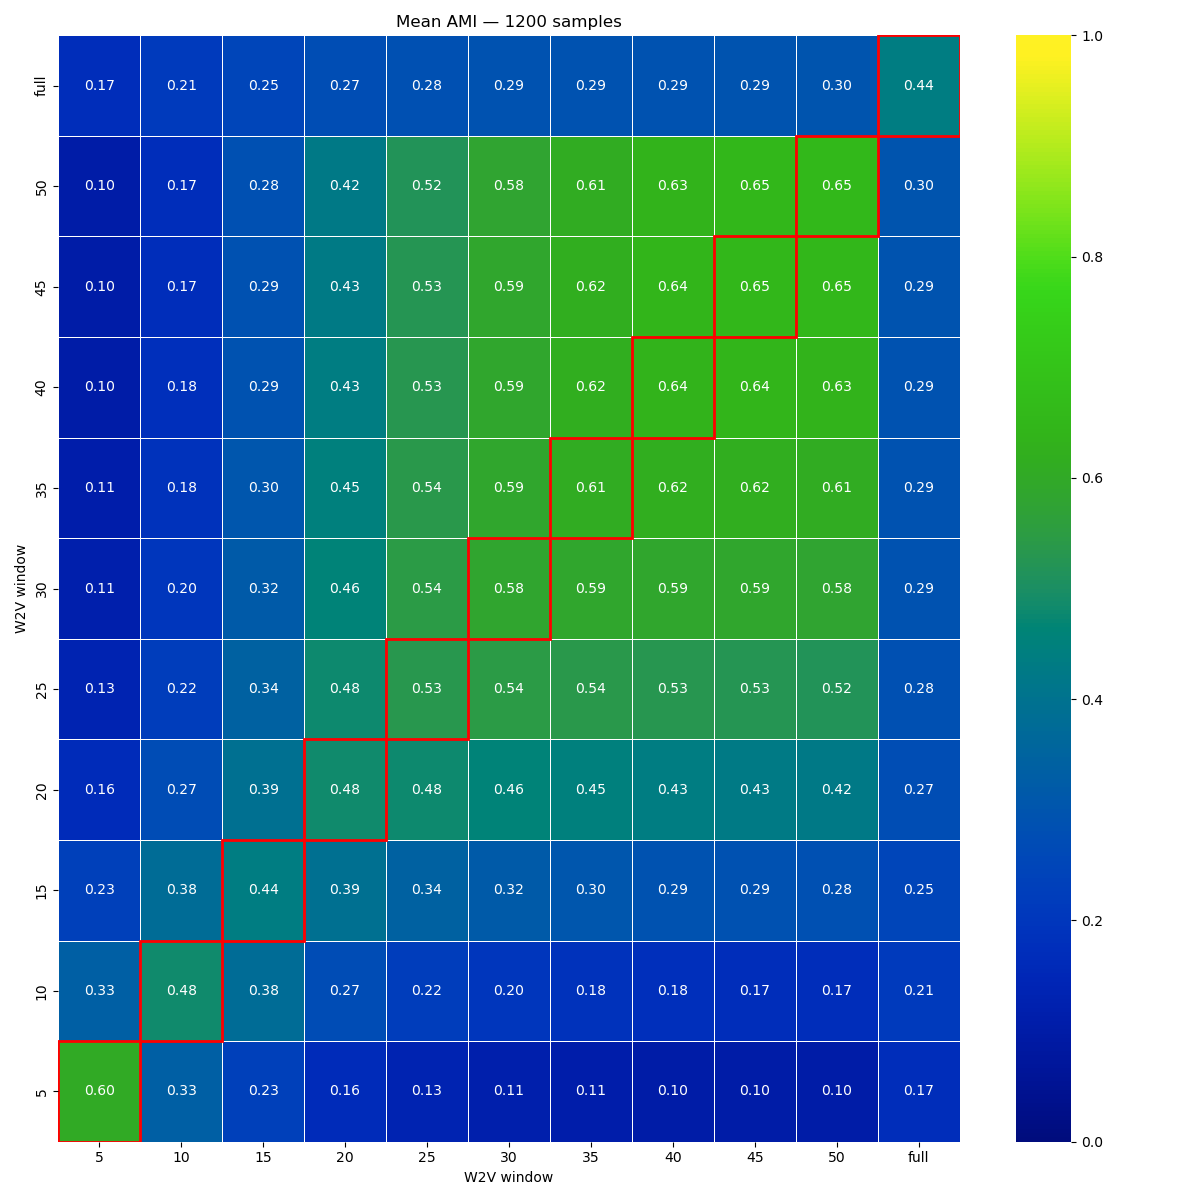 Mean AMI — 1200 samples
full 0.17 0.21 0.25 0.27 0.28 0.29 0.29 0.29 0.29 0.30 0.44
50 0.10 0.17 0.28 0.42 0.52 0.58 0.61 0.63 0.65 0.65 0.30
45 0.10 0.17 0.29 0.43 0.53 0.59 0.62 0.64 0.65 0.65 0.29
40 0.10 0.18 0.29 0.43 0.53 0.59 0.62 0.64 0.64 0.63 0.29
35 0.11 0.18 0.30 0.45 0.54 0.59 0.61 0.62 0.62 0.61 0.29
30 0.11 0.20 0.32 0.46 0.54 0.58 0.59 0.59 0.59 0.58 0.29
25 0.13 0.22 0.34 0.48 0.53 0.54 0.54 0.53 0.53 0.52 0.28
20 0.16 0.27 0.39 0.48 0.48 0.46 0.45 0.43 0.43 0.42 0.27
15 0.23 0.38 0.44 0.39 0.34 0.32 0.30 0.29 0.29 0.28 0.25
10 0.33 0.48 0.38 0.27 0.22 0.20 0.18 0.18 0.17 0.17 0.21
5 0.60 0.33 0.23 0.16 0.13 0.11 0.11 0.10 0.10 0.10 0.17
5 10 15 20 25 30 35 40 45 50 full
W2V window
W2V window
1.0
0.8
0.6
0.4
0.2
0.0